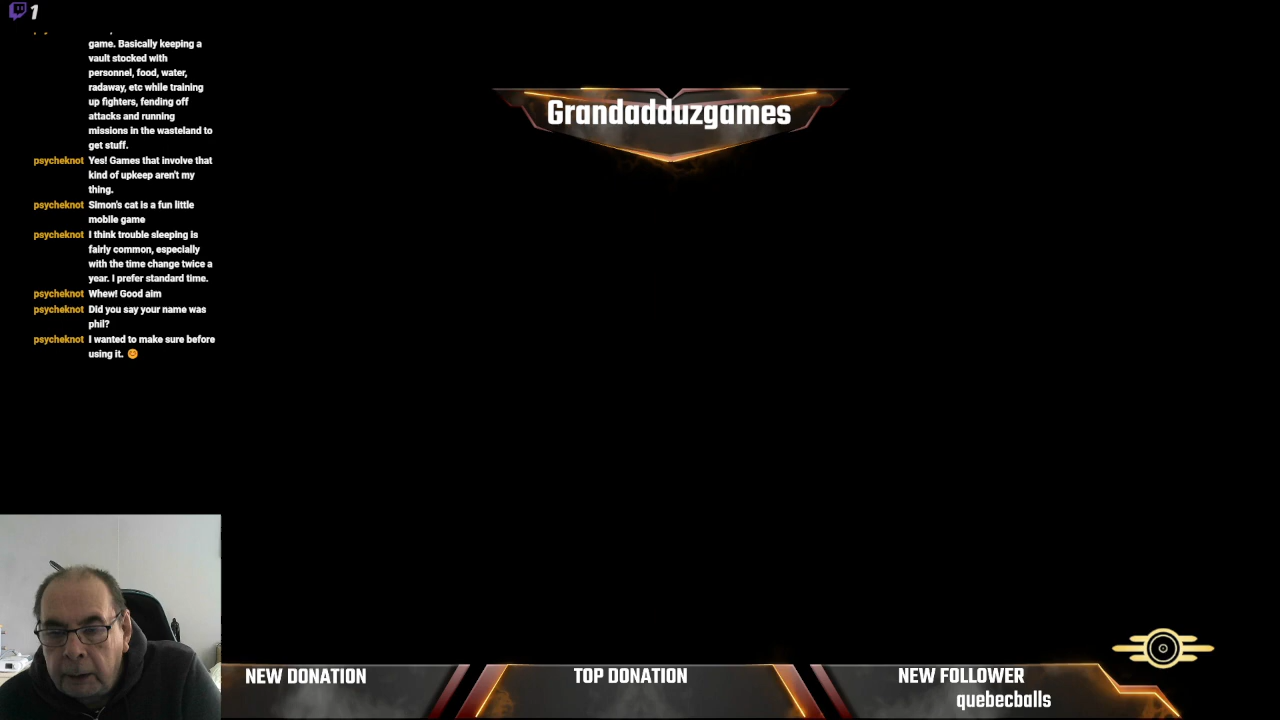 1
game. Basically keeping a
vault stocked with
personnel, food, water,
radaway, etc while training
up fighters, fending off
attacks and running
missions in the wasteland to
get stuff.
psycheknot Yes! Games that involve that
kind of upkeep aren't my
thing.
psycheknot Simon's cat is a fun little
mobile game
psycheknot I think trouble sleeping is
fairly common, especially
with the time change twice a
year. I prefer standard time.
psycheknot Whew! Good aim
psycheknot Did you say your name was
phil?
psycheknot I wanted to make sure before
using it. 😊
Grandadduzgames
NEW DONATION
TOP DONATION
NEW FOLLOWER
quebecballs